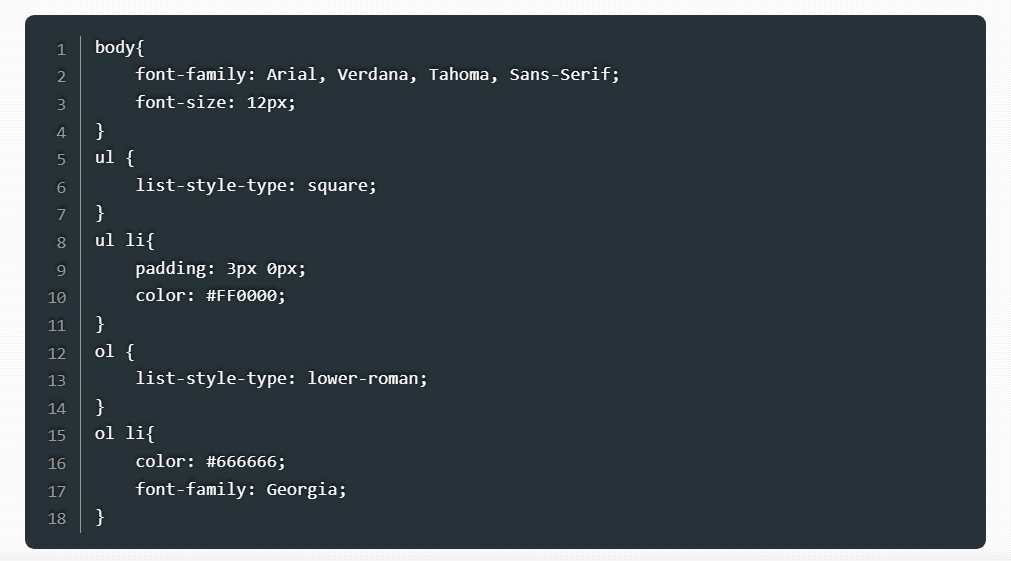 1 body{
2 font-family: Arial, Verdana, Tahoma, Sans-Serif;
3 font-size: 12px;
4 }
5 ul {
6 list-style-type: square;
7 }
8 ul li{
9 padding: 3px 0px;
10 color: #FF0000;
11 }
12 ol {
13 list-style-type: lower-roman;
14 }
15 ol li{
16 color: #666666;
17 font-family: Georgia;
18 }